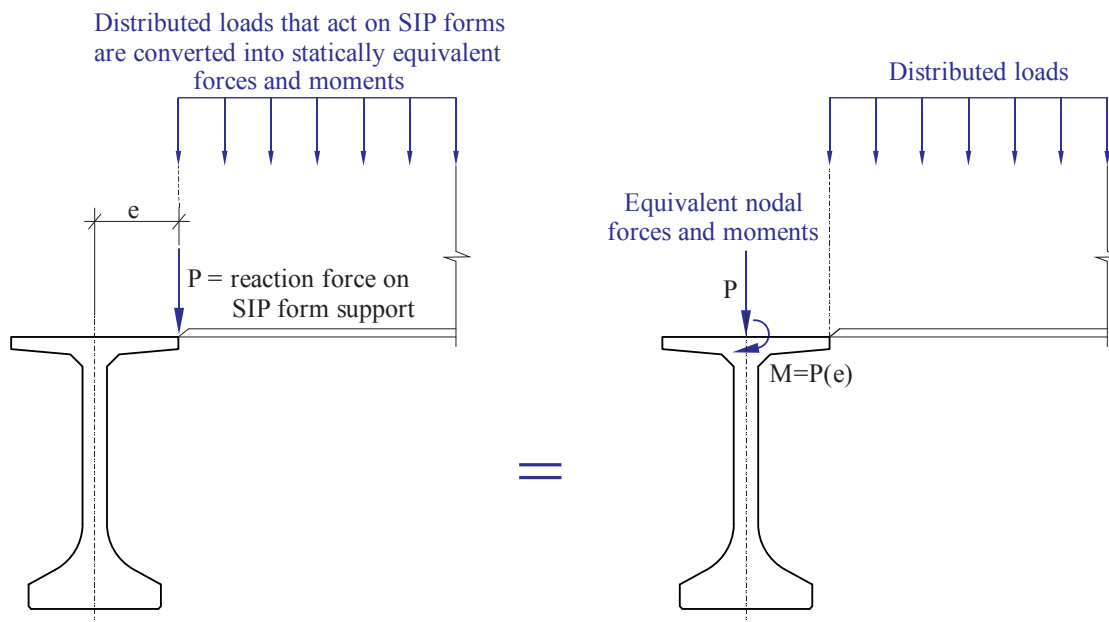 Distributed loads that act on SIP forms
are converted into statically equivalent
forces and moments
e
P = reaction force on
SIP form support
=
Distributed loads
Equivalent nodal
forces and moments
P
M=P(e)